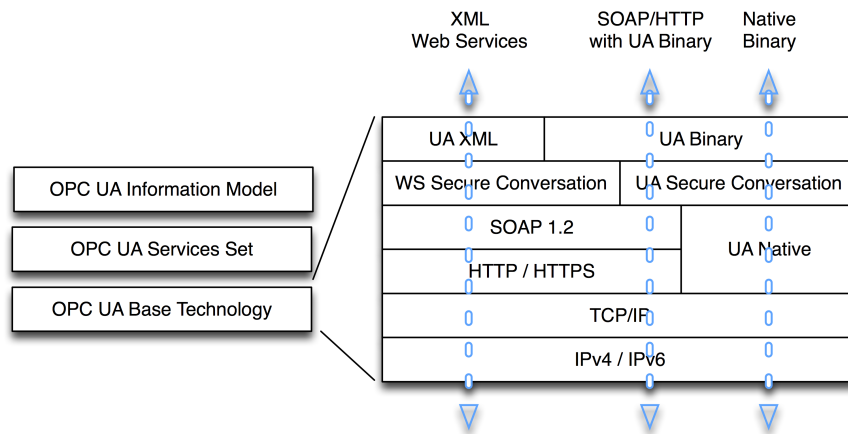 XML
Web Services
SOAP/HTTP
with UA Binary
Native
Binary
UA XML
UA Binary
OPC UA Information Model
WS Secure Conversation
UA Secure Conversation
OPC UA Services Set
SOAP 1.2
UA Native
HTTP / HTTPS
OPC UA Base Technology
TCP/IP
IPv4 / IPv6